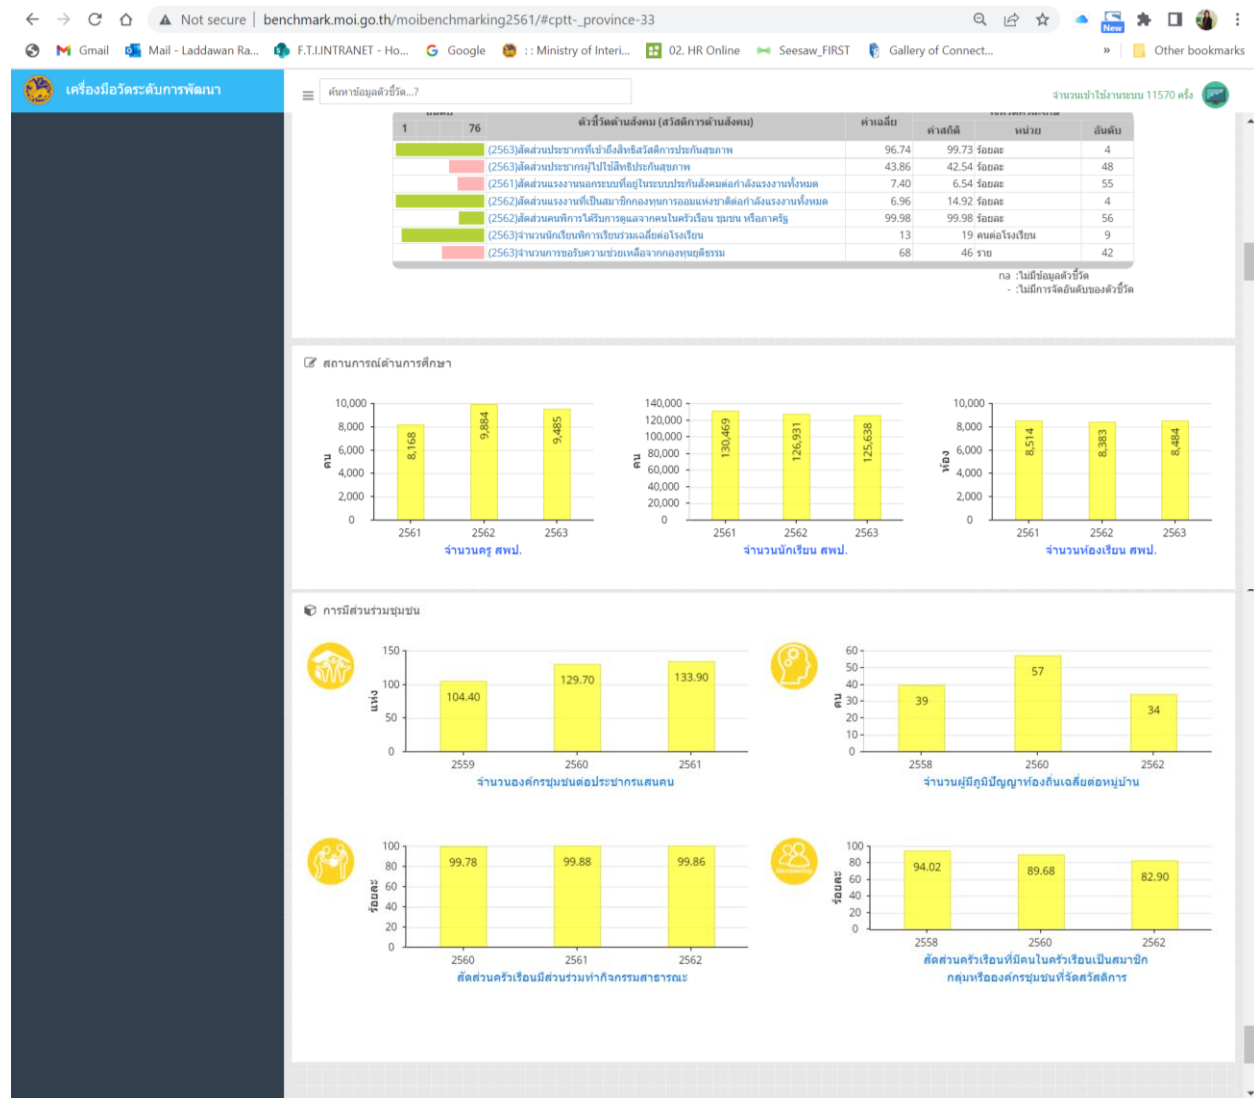 Not secure | benchmark.moi.go.th/moibenchmarking2561/#cptt-_province-33
New
Gmail Mail - Laddawan Ra... F.T.I.INTRANET - Ho... Google : : Ministry of Interi... 02. HR Online Seesaw_FIRST Gallery of Connect... » Other bookmarks
เครื่องมือวัดระดับการพัฒนา
ค้นหาข้อมูลตัวชี้วัด...?
จำนวนเข้าใช้งานระบบ 11570 ครั้ง
อันดับ
1 76 ตัวชี้วัดด้านสังคม (สวัสดิการด้านสังคม) ค่าเฉลี่ย ค่าสถิติ หน่วย อันดับ
(2563)สัดส่วนประชากรที่เข้าถึงสิทธิสวัสดิการประกันสุขภาพ 96.74 99.73 ร้อยละ 4
(2563)สัดส่วนประชากรผู้ไปใช้สิทธิประกันสุขภาพ 43.86 42.54 ร้อยละ 48
(2561)สัดส่วนแรงงานนอกระบบที่อยู่ในระบบประกันสังคมต่อกำลังแรงงานทั้งหมด 7.40 6.54 ร้อยละ 55
(2562)สัดส่วนแรงงานที่เป็นสมาชิกกองทุนการออมแห่งชาติต่อกำลังแรงงานทั้งหมด 6.96 14.92 ร้อยละ 4
(2562)สัดส่วนคนพิการได้รับการดูแลจากคนในครัวเรือน ชุมชน หรือภาครัฐ 99.98 99.98 ร้อยละ 56
(2563)จำนวนนักเรียนพิการเรียนร่วมเฉลี่ยต่อโรงเรียน 13 19 คนต่อโรงเรียน 9
(2563)จำนวนการขอรับความช่วยเหลือจากกองทุนยุติธรรม 68 46 ราย 42
na :ไม่มีข้อมูลตัวชี้วัด
- :ไม่มีการจัดอันดับของตัวชี้วัด
สถานการณ์ด้านการศึกษา
10,000
8,000
6,000
4,000
2,000
0
คน
8,168 9,884 9,485
2561 2562 2563
จำนวนครู สพป.
140,000
120,000
100,000
80,000
60,000
40,000
20,000
0
คน
130,469 126,931 125,638
2561 2562 2563
จำนวนนักเรียน สพป.
10,000
8,000
6,000
4,000
2,000
0
ห้อง
8,514 8,383 8,484
2561 2562 2563
จำนวนห้องเรียน สพป.
การมีส่วนร่วมชุมชน
150
100
50
0
แห่ง
104.40 129.70 133.90
2559 2560 2561
จำนวนองค์กรชุมชนต่อประชากรแสนคน
60
50
40
30
20
10
0
คน
39 57 34
2558 2560 2562
จำนวนผู้มีภูมิปัญญาท้องถิ่นเฉลี่ยต่อหมู่บ้าน
100
80
60
40
20
0
ร้อยละ
99.78 99.88 99.86
2560 2561 2562
สัดส่วนครัวเรือนมีส่วนร่วมทำกิจกรรมสาธารณะ
Membership
100
80
60
40
20
0
ร้อยละ
94.02 89.68 82.90
2558 2560 2562
สัดส่วนครัวเรือนที่มีคนในครัวเรือนเป็นสมาชิก
กลุ่มหรือองค์กรชุมชนที่จัดสวัสดิการ